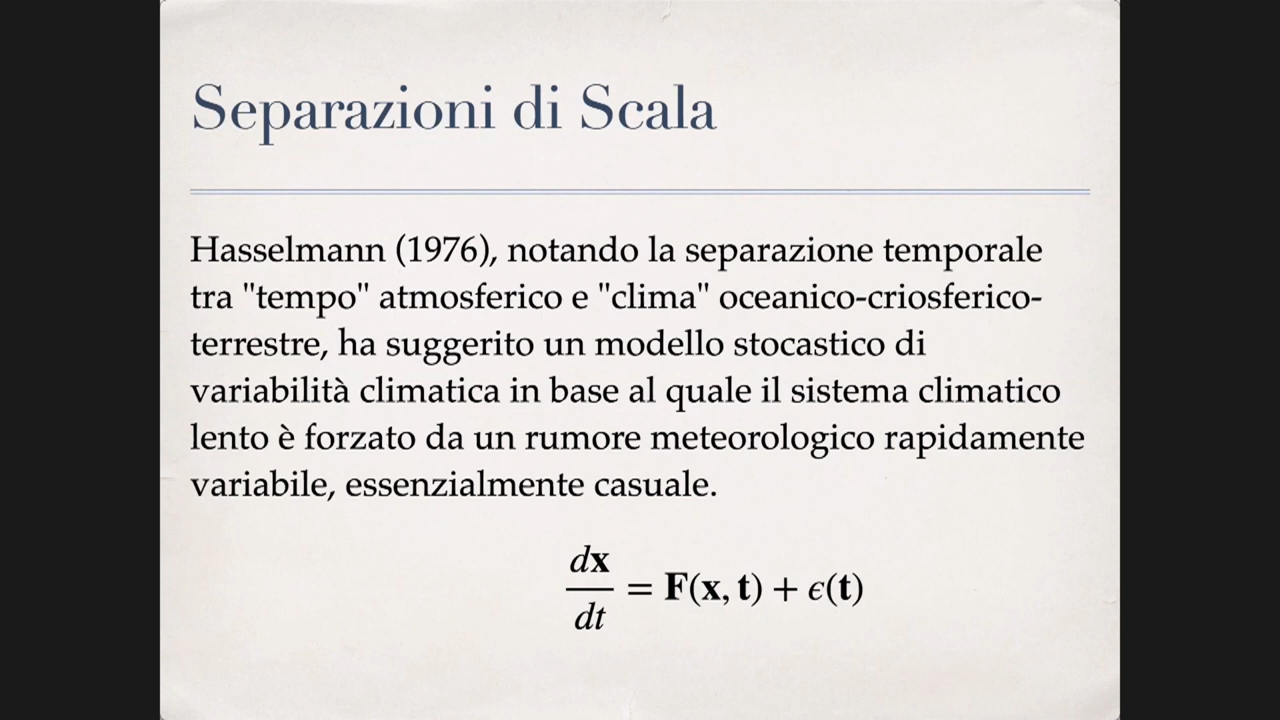 Separazioni di Scala
Hasselmann (1976), notando la separazione temporale
tra "tempo" atmosferico e "clima" oceanico-criosferico-
terrestre, ha suggerito un modello stocastico di
variabilità climatica in base al quale il sistema climatico
lento è forzato da un rumore meteorologico rapidamente
variabile, essenzialmente casuale.
dx/dt = F(x, t) + ϵ(t)